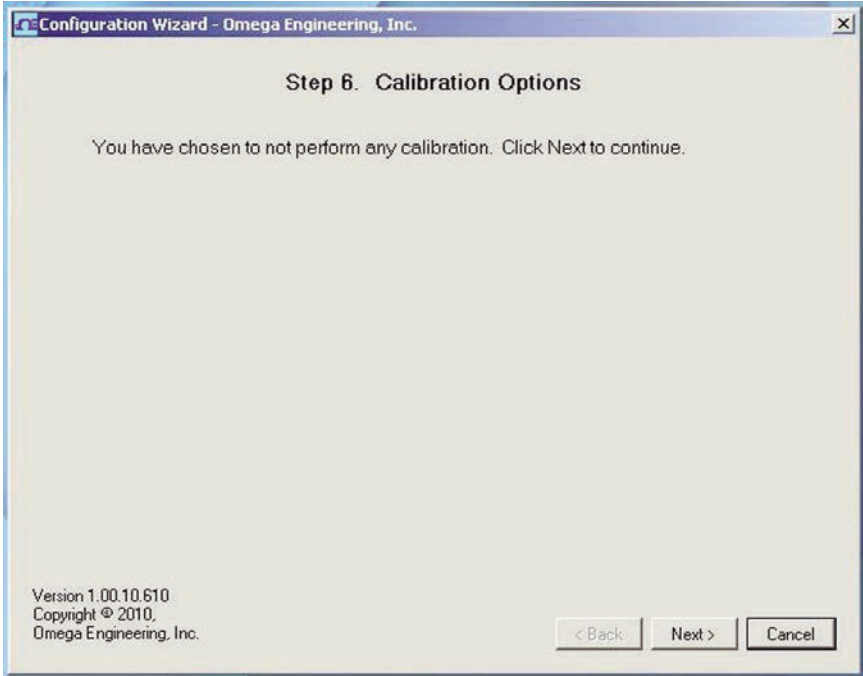 Configuration Wizard - Omega Engineering, Inc.
Step 6. Calibration Options
You have chosen to not perform any calibration. Click Next to continue.
Version 1.00.10.610
Copyright © 2010,
Omega Engineering, Inc.
< Back
Next >
Cancel